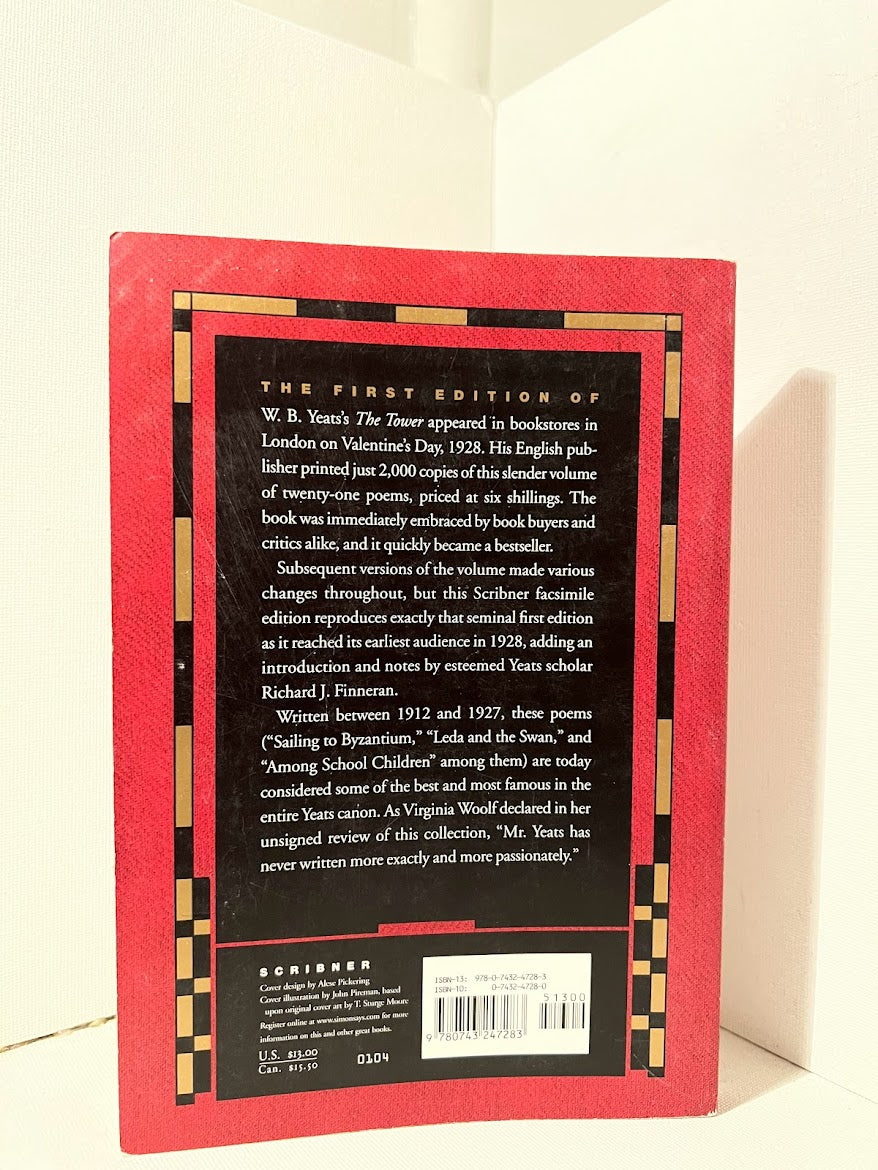 THE FIRST EDITION OF
W. B. Yeats's The Tower appeared in bookstores in
London on Valentine's Day, 1928. His English pub-
lisher printed just 2,000 copies of this slender volume
of twenty-one poems, priced at six shillings. The
book was immediately embraced by book buyers and
critics alike, and it quickly became a bestseller.
Subsequent versions of the volume made various
changes throughout, but this Scribner facsimile
edition reproduces exactly that seminal first edition
as it reached its earliest audience in 1928, adding an
introduction and notes by esteemed Yeats scholar
Richard J. Finneran.
Written between 1912 and 1927, these poems
("Sailing to Byzantium," "Leda and the Swan," and
"Among School Children" among them) are today
considered some of the best and most famous in the
entire Yeats canon. As Virginia Woolf declared in her
unsigned review of this collection, "Mr. Yeats has
never written more exactly and more passionately."
SCRIBNER
Cover design by Alese Pickering
Cover illustration by John Pireman, based
upon original cover art by T. Sturge Moore
Register online at www.simonsays.com for more
information on this and other great books.
U.S. $13.00
Can. $15.50
0104
ISBN-13: 978-0-7432-4728-3
ISBN-10: 0-7432-4728-0
51300
9 780743 247283